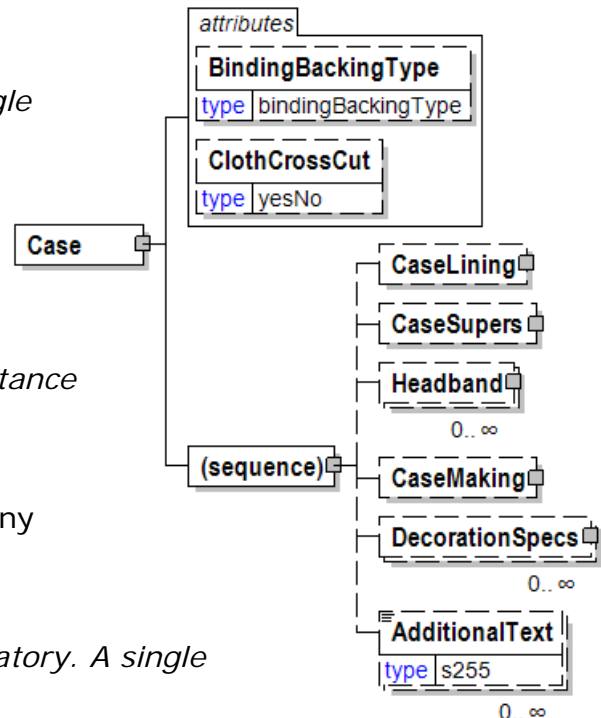 attributes
BindingBackingType
type bindingBackingType
ClothCrossCut
type yesNo
Case
CaseLining
CaseSupers
tance
Headband
0.. ∞
(sequence)
CaseMaking
ny
DecorationSpecs
0.. ∞
AdditionalText
atory. A single
type s255
0.. ∞